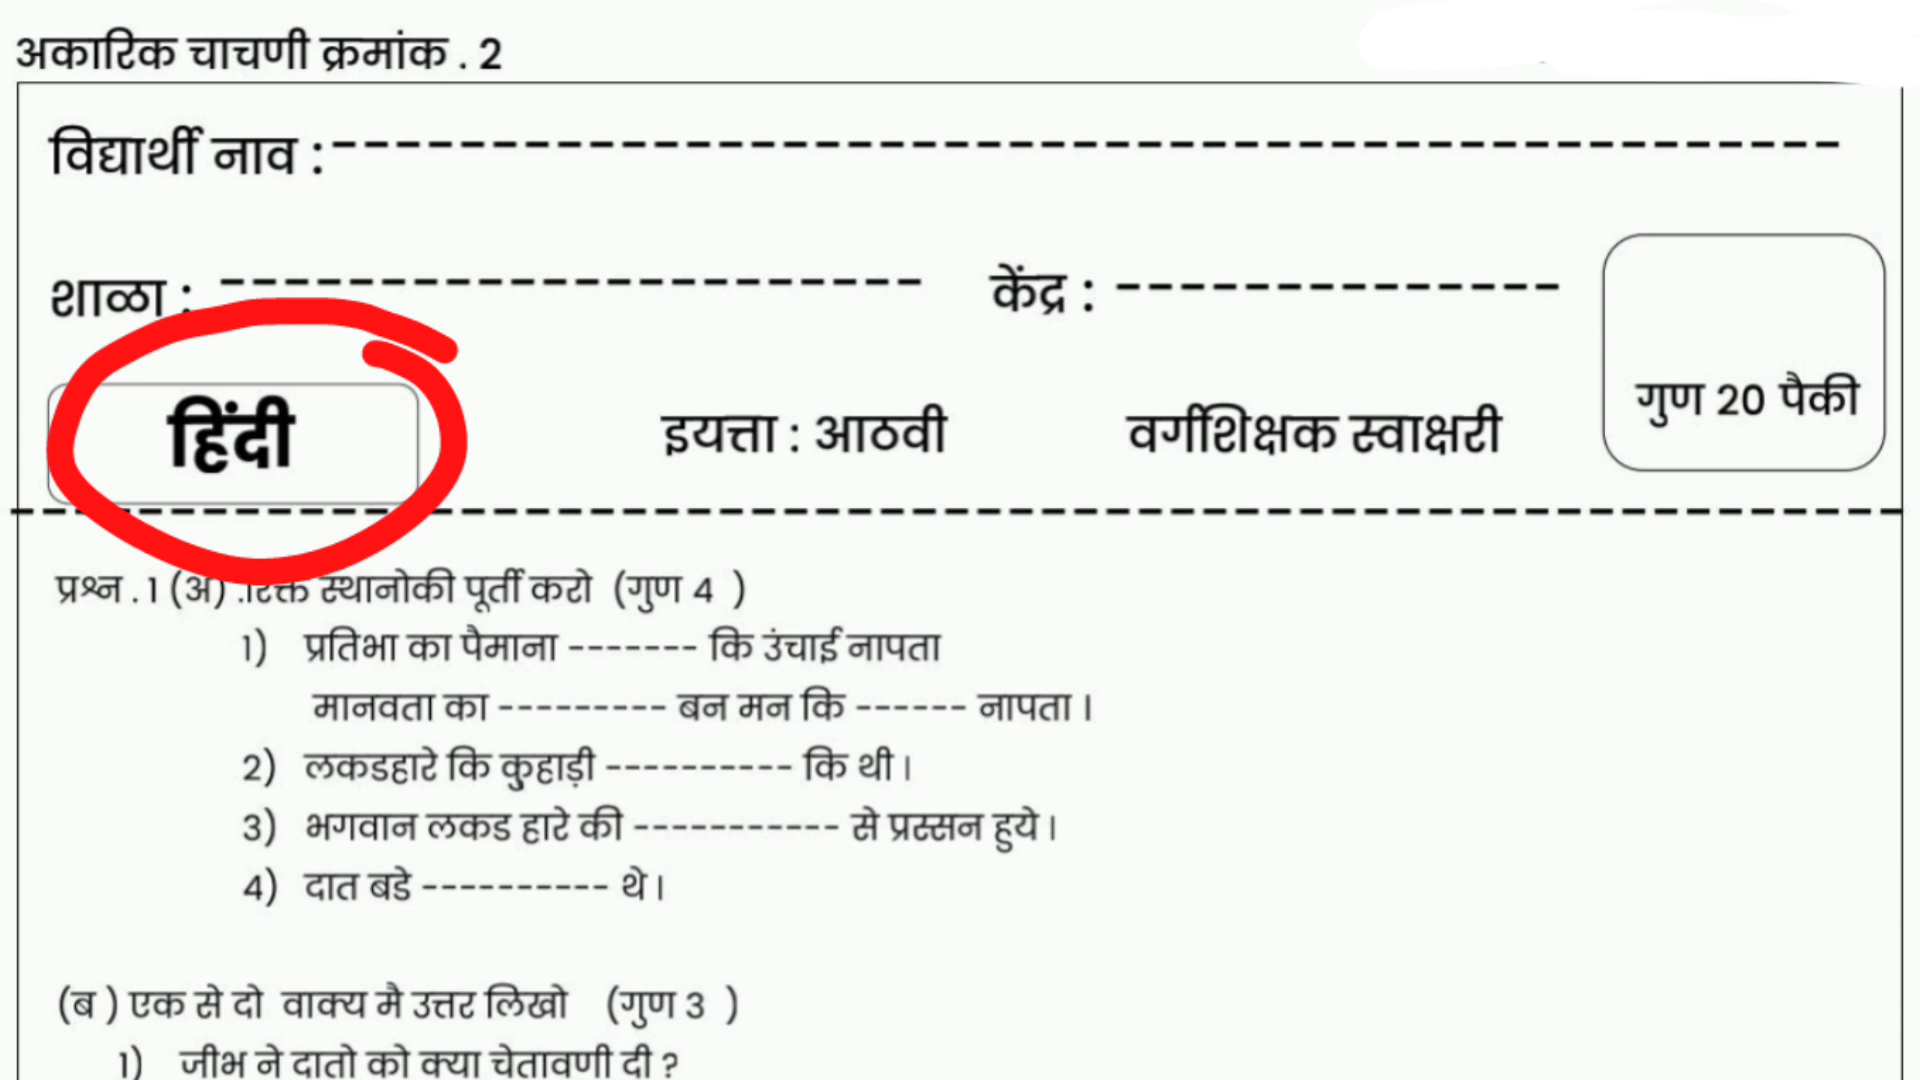 अकारिक चाचणी क्रमांक . 2
विद्यार्थी नाव :-----------------------------------------------------
शाळा : ------------------------- केंद्र : ----------------
हिंदी इयत्ता : आठवी वर्गशिक्षक स्वाक्षरी गुण 20 पैकी
प्रश्न . 1 (अ) .रिक्त स्थानोकी पूर्ती करो (गुण 4 )
1) प्रतिभा का पैमाना ------- कि उंचाई नापता
मानवता का --------- बन मन कि ------ नापता ।
2) लकडहारे कि कुहाड़ी ---------- कि थी ।
3) भगवान लकड हारे की ----------- से प्रस्सन हुये ।
4) दात बडे ---------- थे ।
(ब ) एक से दो वाक्य मै उत्तर लिखो (गुण 3 )
1) जीभ ने दातो को क्या चेतावणी दी ?